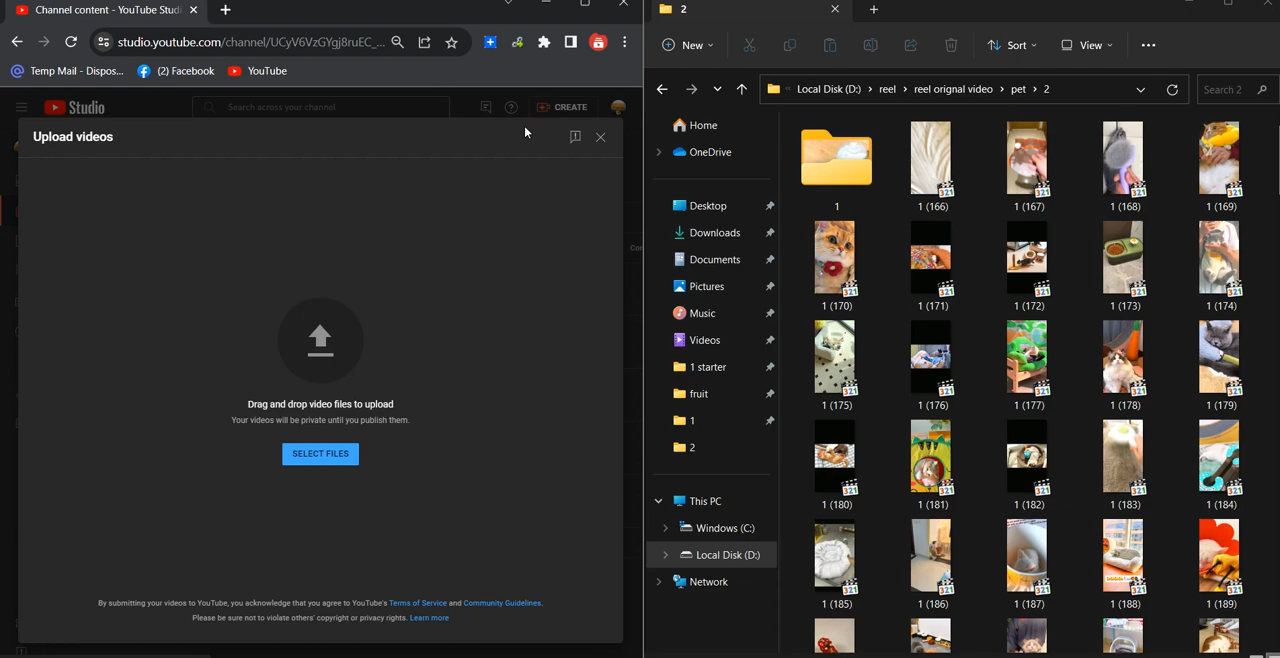 Channel content - YouTube Studi
studio.youtube.com/channel/UCyV6VzGYgj8ruEC_...
Temp Mail - Dispos...
(2) Facebook
YouTube
Studio
Search across your channel
CREATE
Upload videos
Drag and drop video files to upload
Your videos will be private until you publish them.
SELECT FILES
By submitting your videos to YouTube, you acknowledge that you agree to YouTube's Terms of Service and Community Guidelines.
Please be sure not to violate others' copyright or privacy rights. Learn more
2
New
Sort
View
Local Disk (D:) › reel › reel orignal video › pet › 2
Search 2
Home
OneDrive
Desktop
Downloads
Documents
Pictures
Music
Videos
1 starter
fruit
1
2
This PC
Windows (C:)
Local Disk (D:)
Network
1
1 (166)
1 (167)
1 (168)
1 (169)
1 (170)
1 (171)
1 (172)
1 (173)
1 (174)
1 (175)
1 (176)
1 (177)
1 (178)
1 (179)
1 (180)
1 (181)
1 (182)
1 (183)
1 (184)
1 (185)
1 (186)
1 (187)
1 (188)
1 (189)